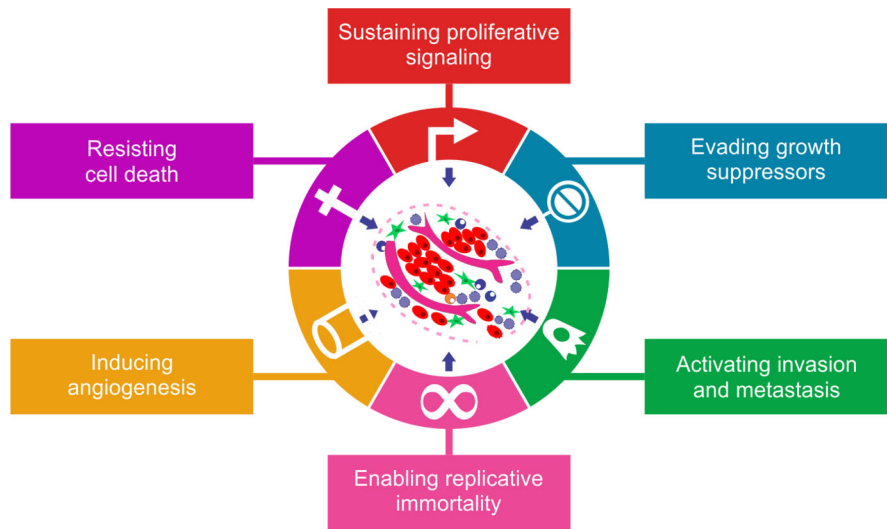 Sustaining proliferative
signaling
Resisting
cell death
Evading growth
suppressors
Inducing
angiogenesis
Activating invasion
and metastasis
Enabling replicative
immortality